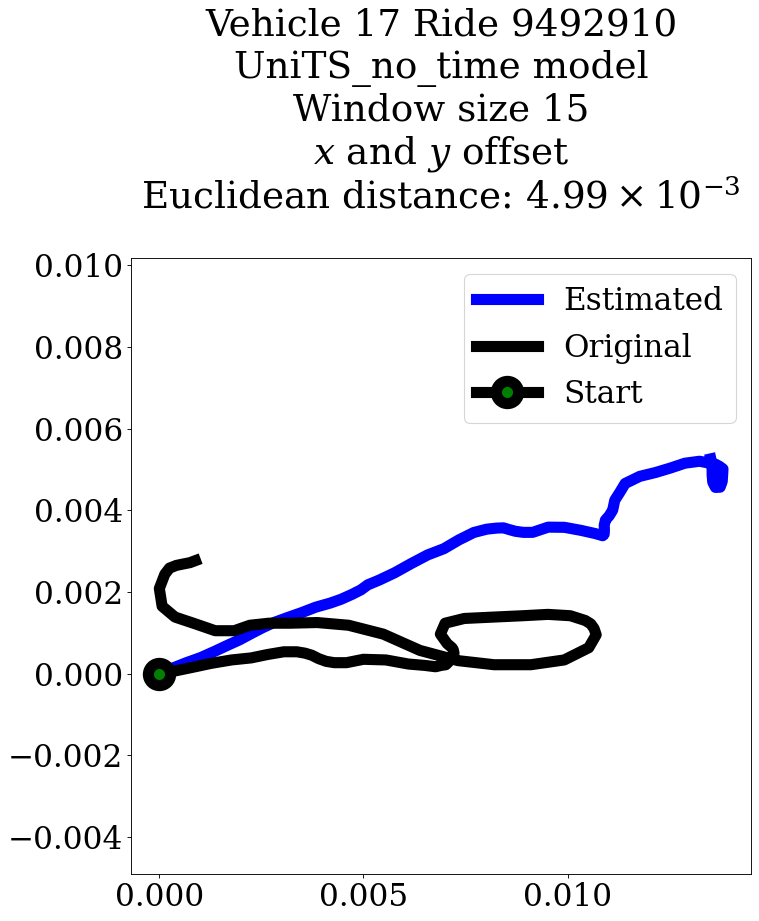 Vehicle 17 Ride 9492910
UniTS_no_time model
Window size 15
x and y offset
Euclidean distance: 4.99 × 10⁻³
Estimated
Original
Start
0.010
0.008
0.006
0.004
0.002
0.000
−0.002
−0.004
0.000 0.005 0.010